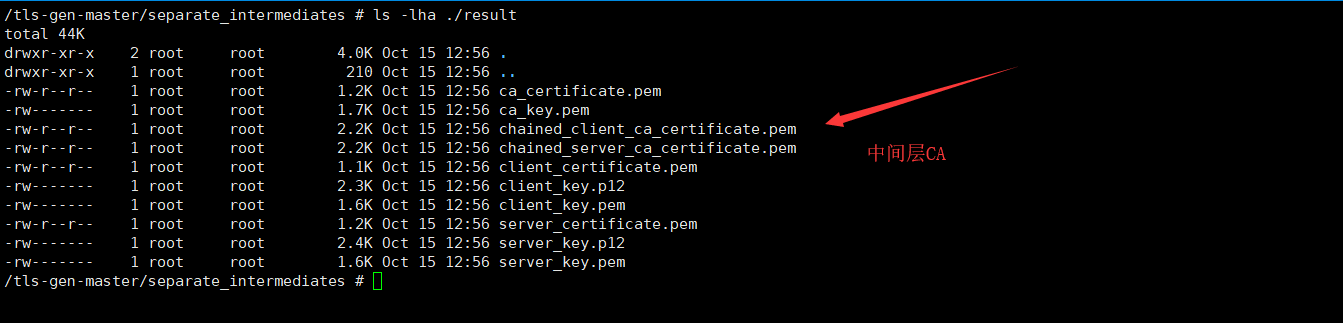 /tls-gen-master/separate_intermediates # ls -lha ./result
total 44K
drwxr-xr-x    2 root     root        4.0K Oct 15 12:56 .
drwxr-xr-x    1 root     root         210 Oct 15 12:56 ..
-rw-r--r--    1 root     root        1.2K Oct 15 12:56 ca_certificate.pem
-rw-------    1 root     root        1.7K Oct 15 12:56 ca_key.pem
-rw-r--r--    1 root     root        2.2K Oct 15 12:56 chained_client_ca_certificate.pem
-rw-r--r--    1 root     root        2.2K Oct 15 12:56 chained_server_ca_certificate.pem
中间层CA
-rw-r--r--    1 root     root        1.1K Oct 15 12:56 client_certificate.pem
-rw-------    1 root     root        2.3K Oct 15 12:56 client_key.p12
-rw-------    1 root     root        1.6K Oct 15 12:56 client_key.pem
-rw-r--r--    1 root     root        1.2K Oct 15 12:56 server_certificate.pem
-rw-------    1 root     root        2.4K Oct 15 12:56 server_key.p12
-rw-------    1 root     root        1.6K Oct 15 12:56 server_key.pem
/tls-gen-master/separate_intermediates #